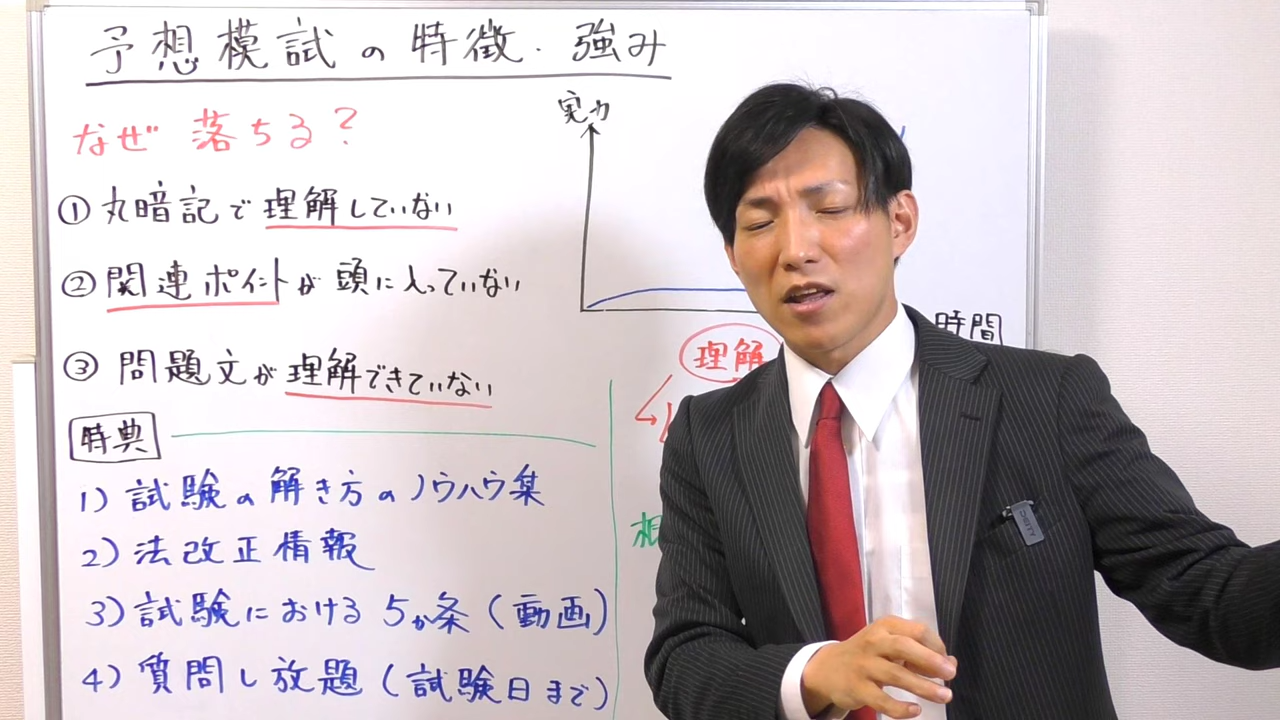 予想模試の特徴・強み
なぜ落ちる?
①丸暗記で理解していない
②関連ポイントが頭に入っていない
③問題文が理解できていない
特典
1)試験の解き方のノウハウ集
2)法改正情報
3)試験における5か条(動画)
4)質問し放題(試験日まで)
実力
時間
理解
相